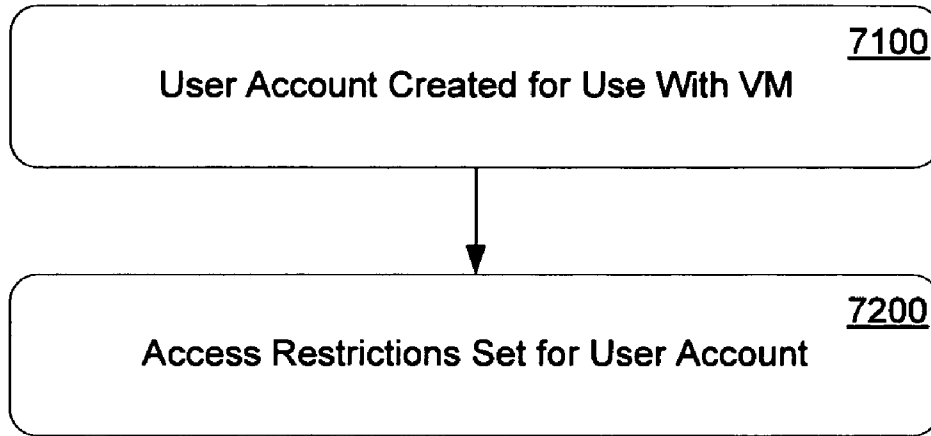 7100
User Account Created for Use With VM
7200
Access Restrictions Set for User Account